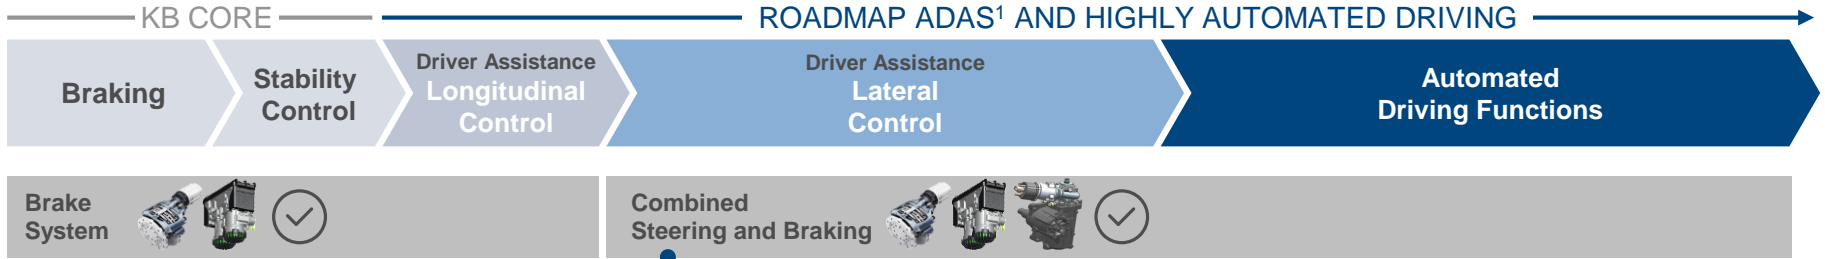 KB CORE
ROADMAP ADAS¹ AND HIGHLY AUTOMATED DRIVING
Braking
Stability
Control
Driver Assistance
Longitudinal
Control
Driver Assistance
Lateral
Control
Automated
Driving Functions
Brake
System
Combined
Steering and Braking